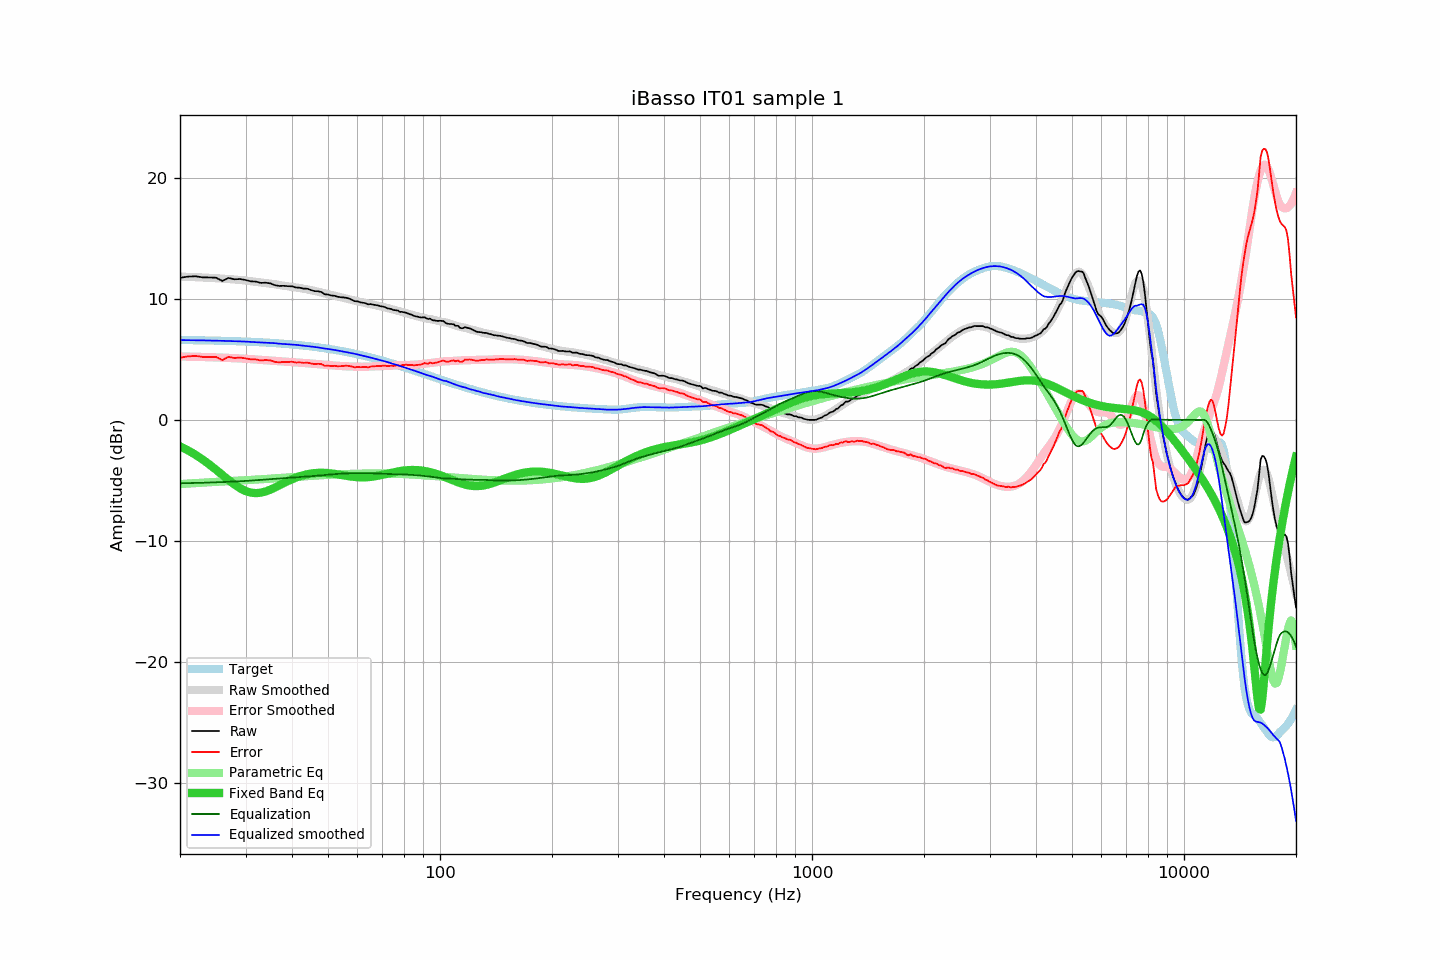 iBasso IT01 sample 1
Amplitude (dBr)
20
10
0
−10
−20
−30
Target
Raw Smoothed
Error Smoothed
Raw
Error
Parametric Eq
Fixed Band Eq
Equalization
Equalized smoothed
100 1000 10000
Frequency (Hz)